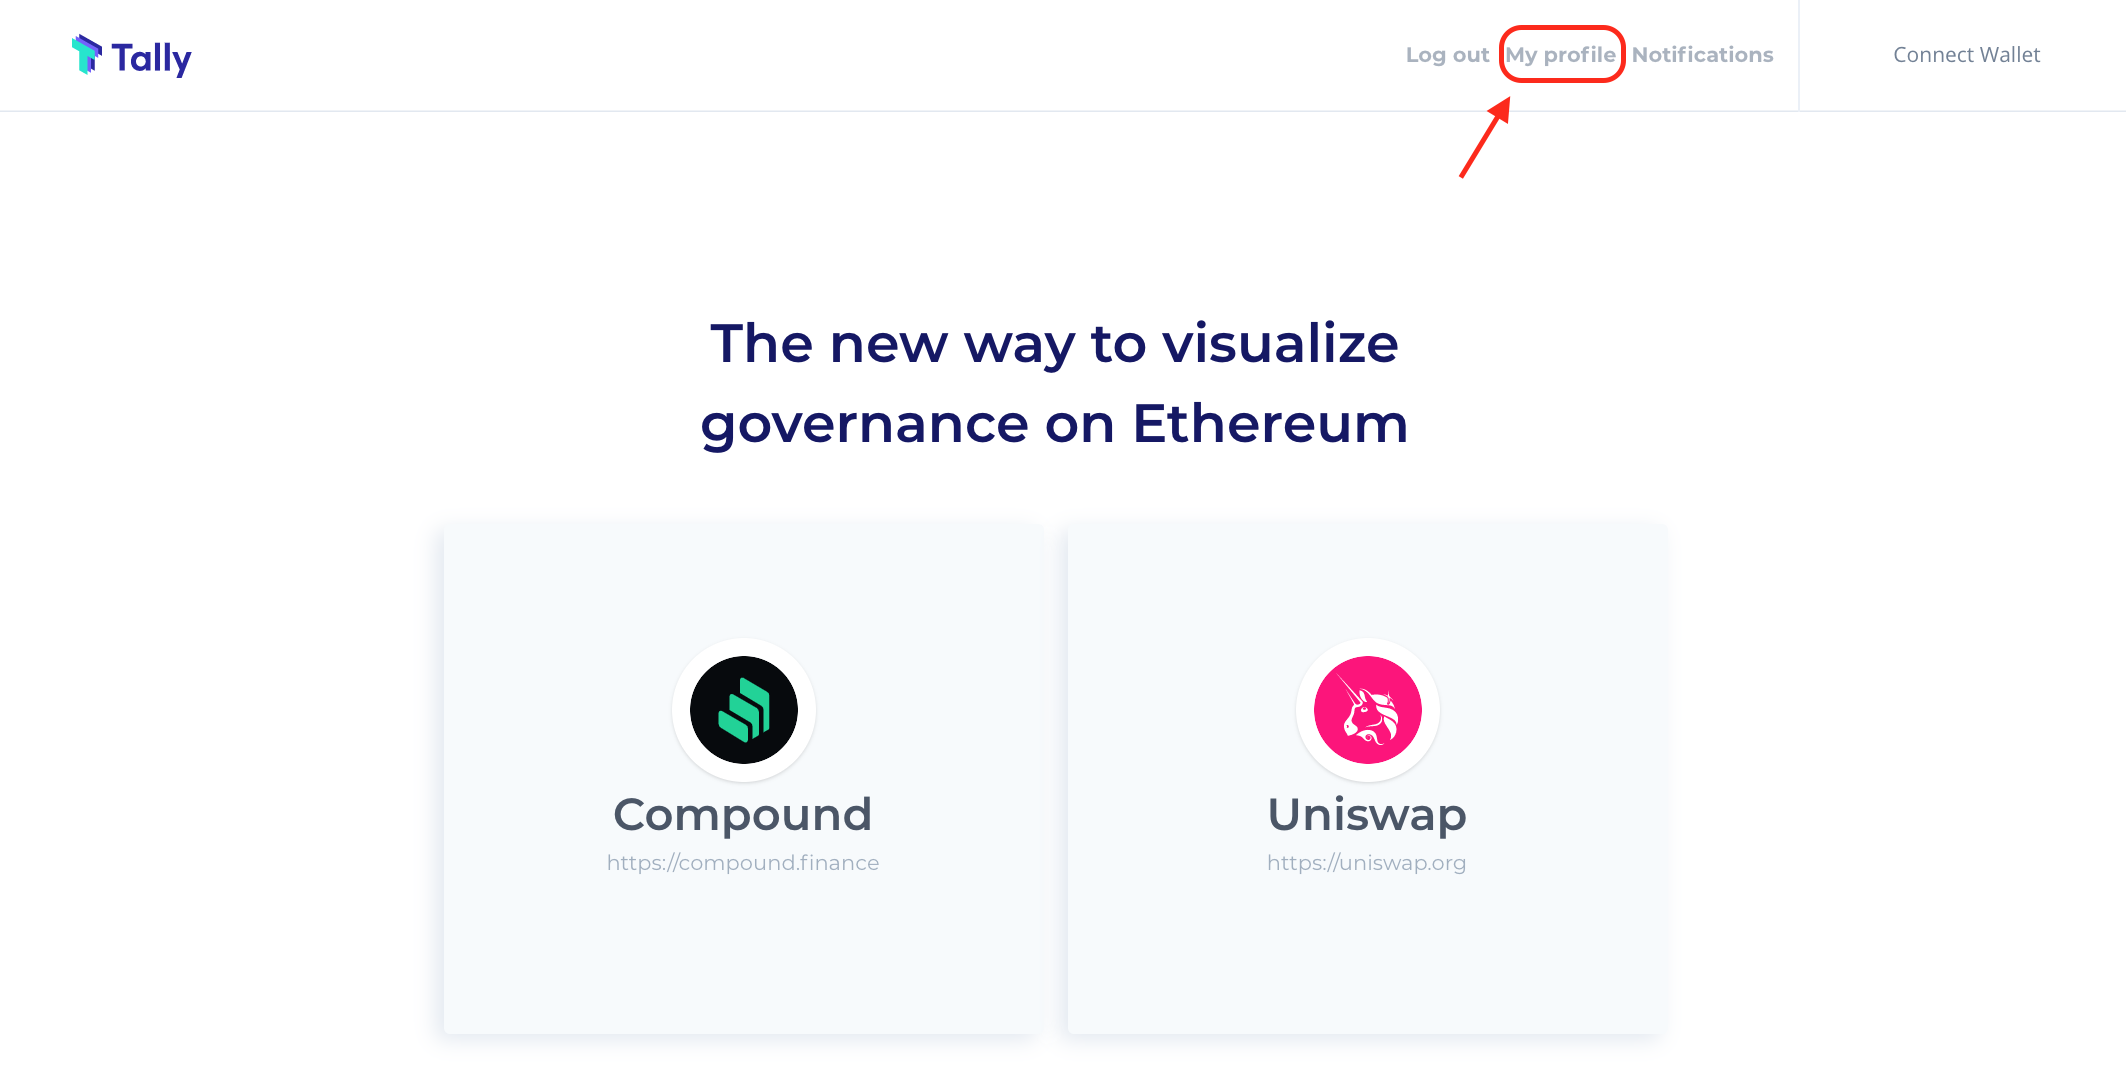 Tally
Log out My profile Notifications Connect Wallet
The new way to visualize
governance on Ethereum
Compound
https://compound.finance
Uniswap
https://uniswap.org